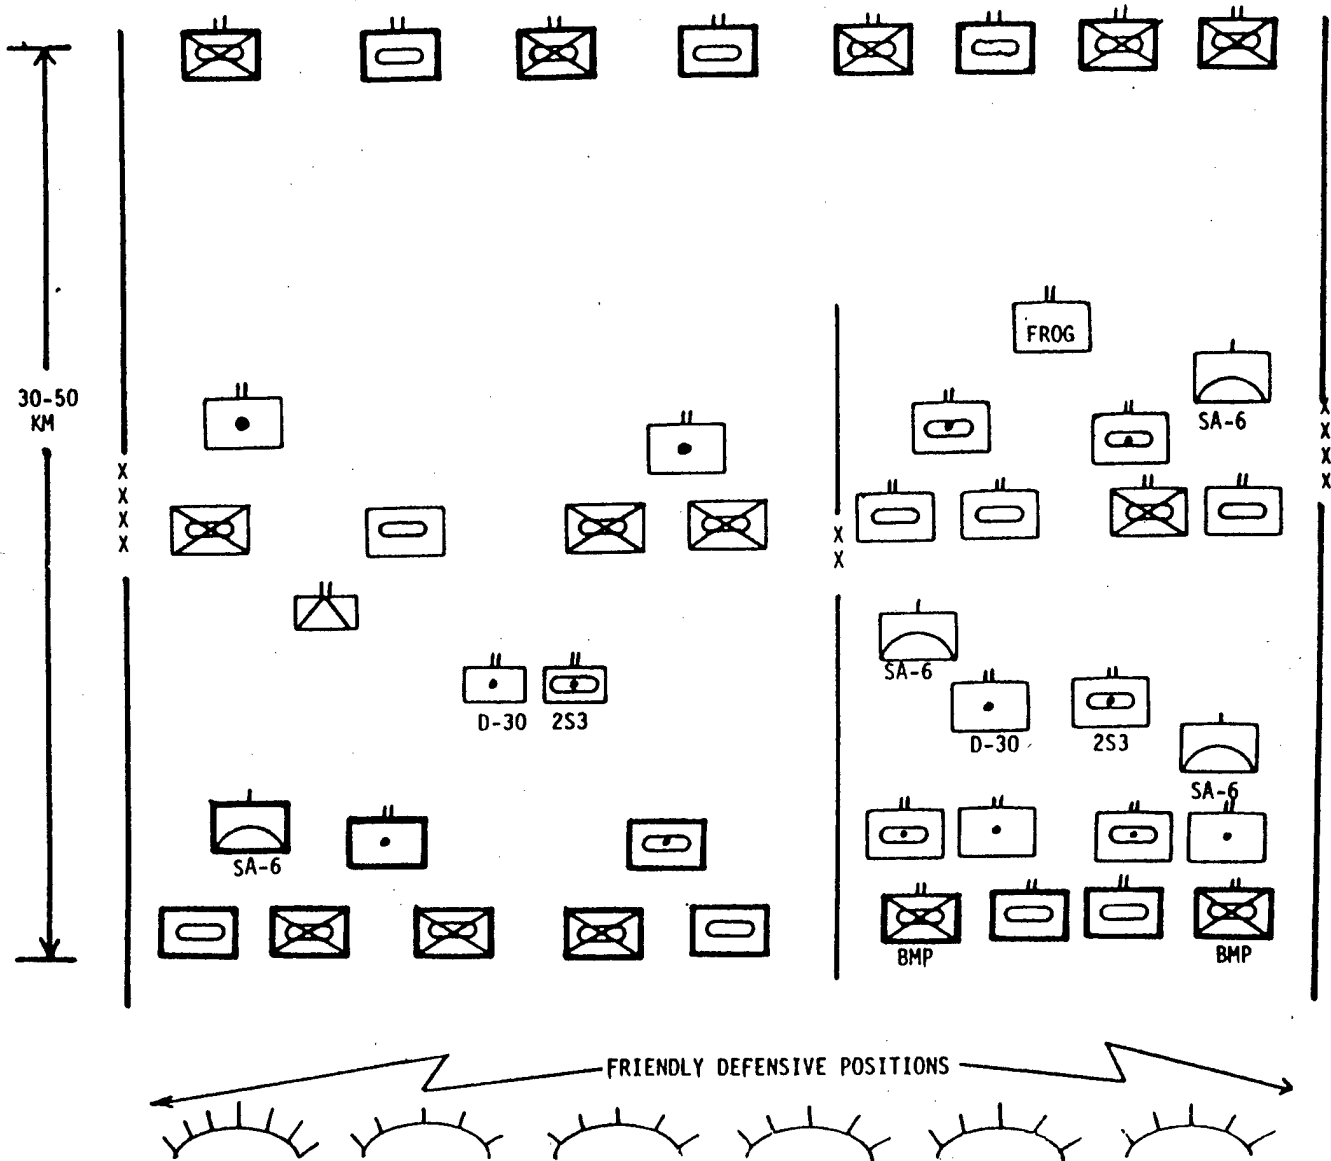 FROG
30-50
KM
SA-6
X
X
X
X
X
X
X
X
X
X
SA-6
D-30 2S3
D-30 2S3
SA-6
SA-6
BMP BMP
FRIENDLY DEFENSIVE POSITIONS